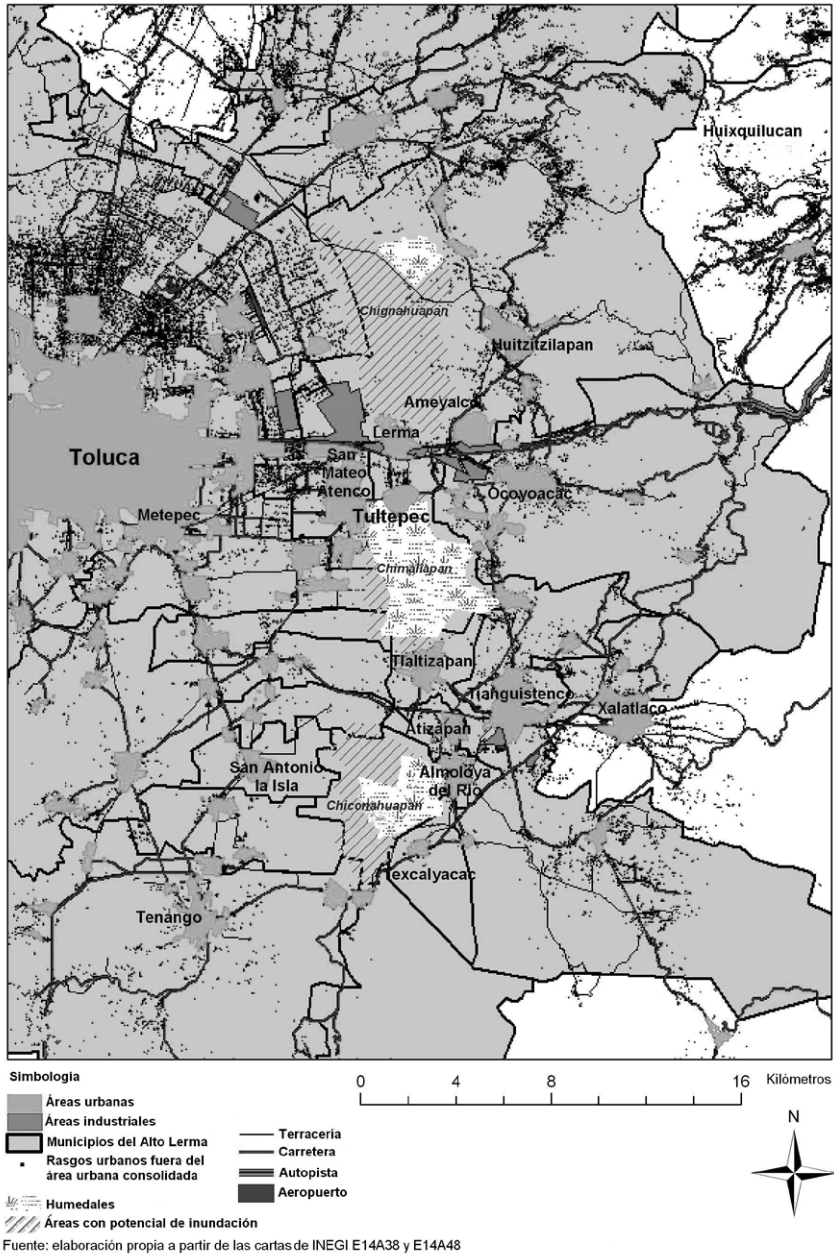 Huixquilucan
Chignahuapan
Huitzitzilapan
Ameyalco
Lerma
Toluca
San
Mateo
Atenco
Ocoyoacac
Metepec
Tultepec
Chimaliapan
Tlaltizapan
Tianguistenco
Xalatlaco
Atizapan
San Antonio
la Isla
Almoloya
del Río
Chiconahuapan
Texcalyacac
Tenango
Simbología
Áreas urbanas
Áreas industriales
Municipios del Alto Lerma
Rasgos urbanos fuera del
área urbana consolidada
Humedales
Áreas con potencial de inundación
Terracería
Carretera
Autopista
Aeropuerto
0 4 8 16 Kilómetros
N
Fuente: elaboración propia a partir de las cartas de INEGI E14A38 y E14A48